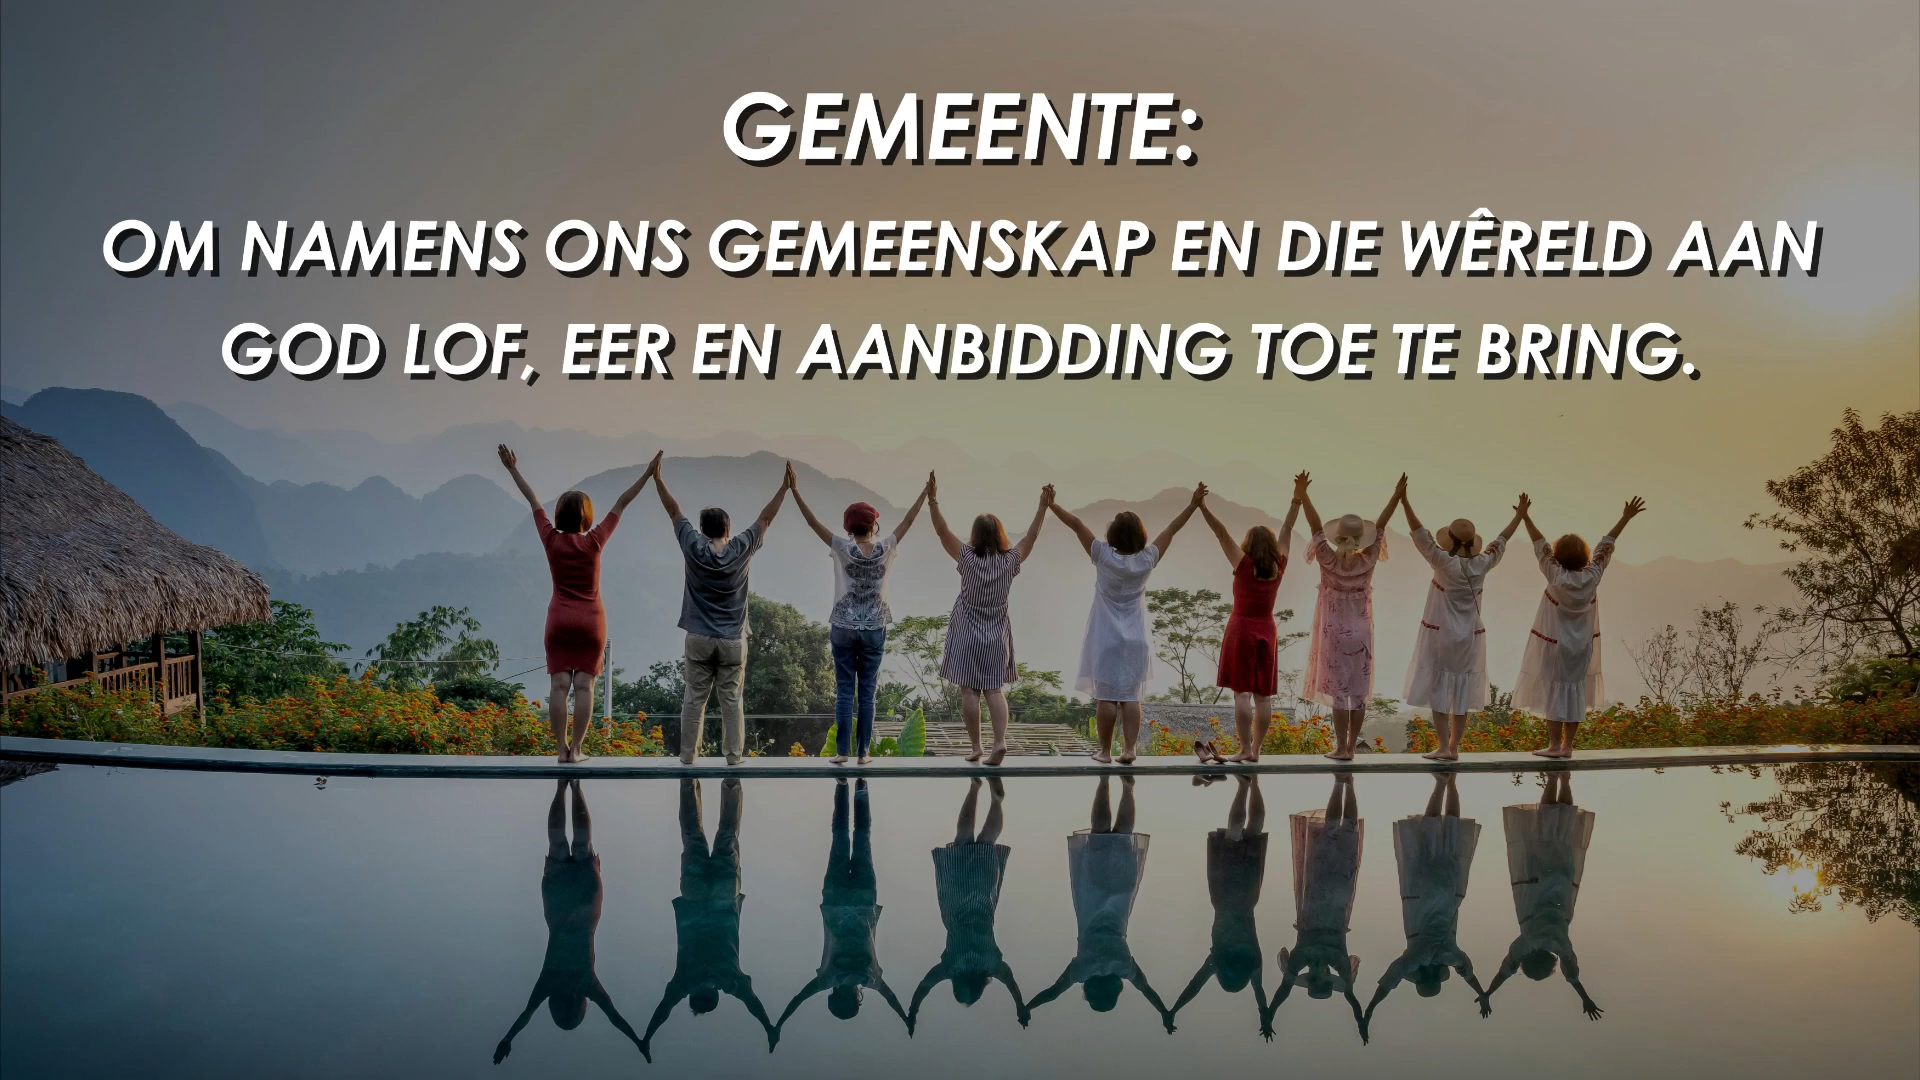 GEMEENTE:
OM NAMENS ONS GEMEENSKAP EN DIE WÊRELD AAN
GOD LOF, EER EN AANBIDDING TOE TE BRING.